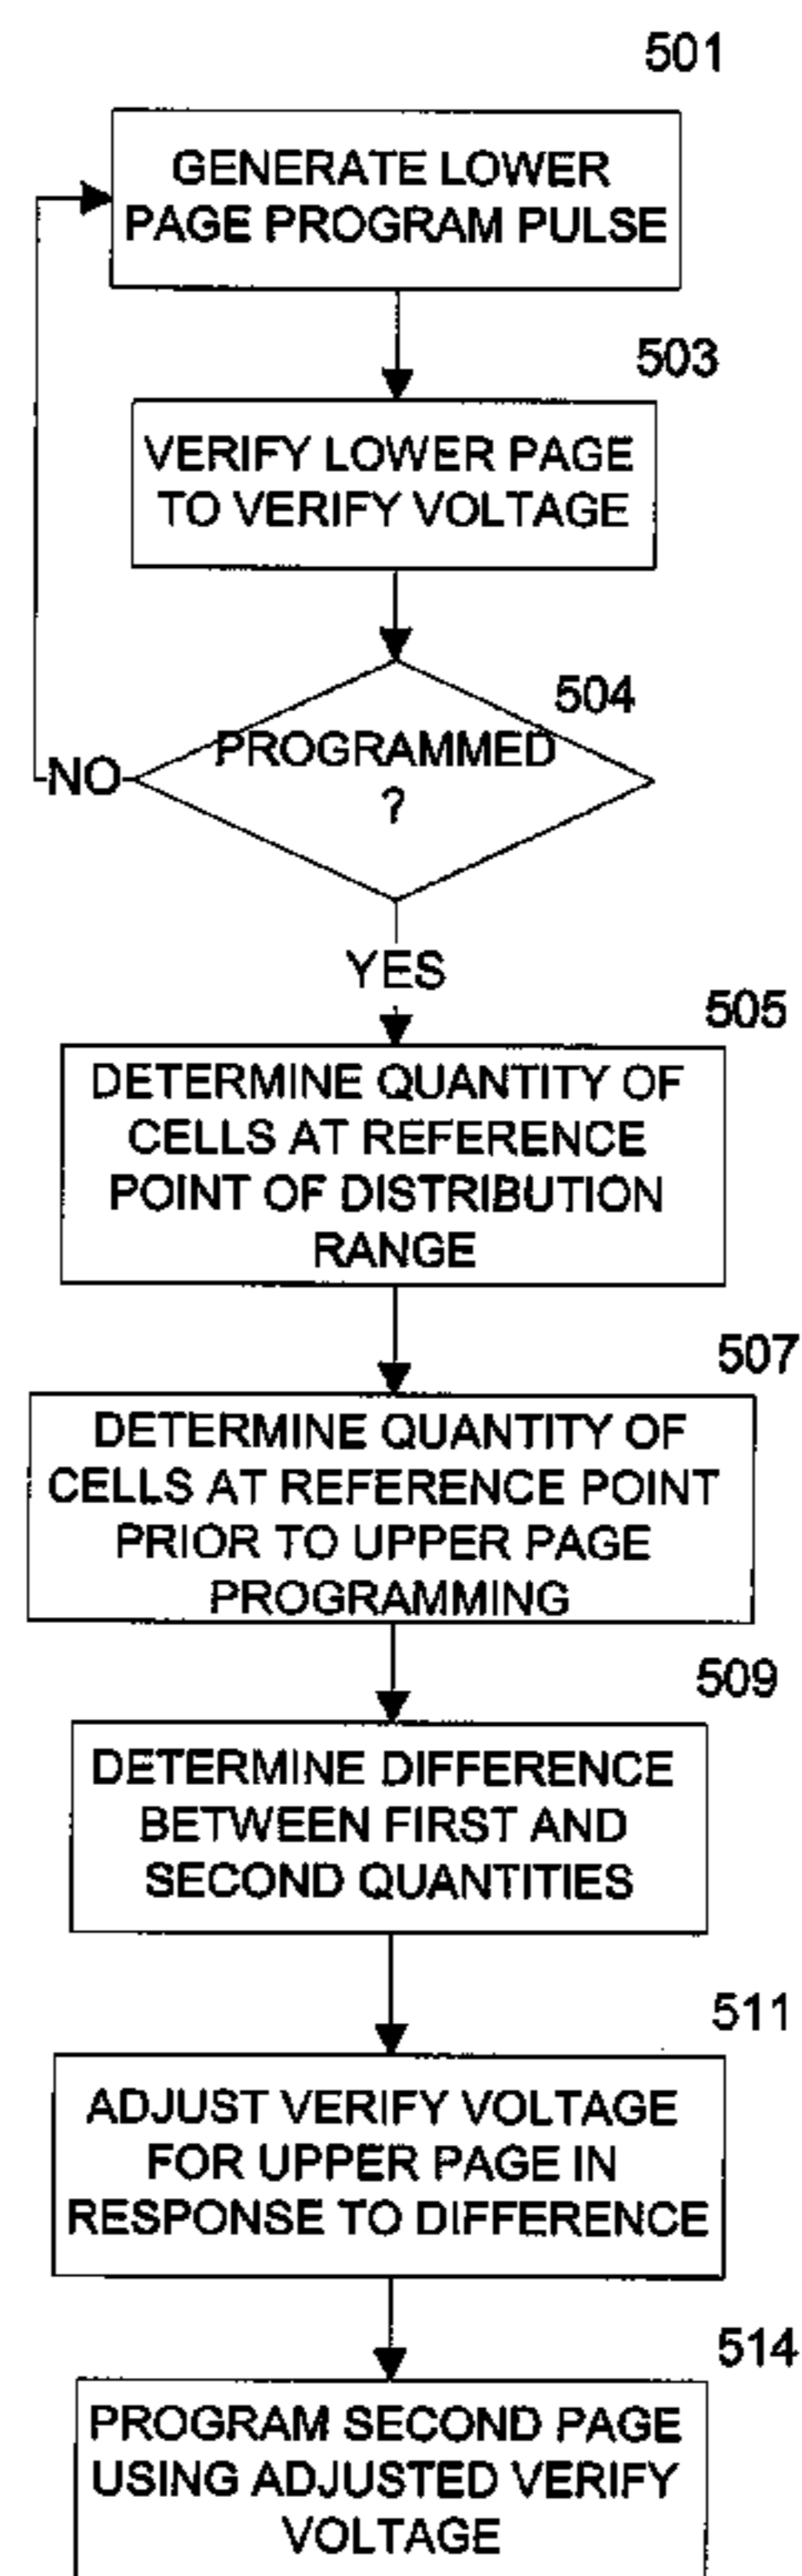 501
GENERATE LOWER
PAGE PROGRAM PULSE
503
VERIFY LOWER PAGE
TO VERIFY VOLTAGE
504
PROGRAMMED
?
NO
YES
505
DETERMINE QUANTITY OF
CELLS AT REFERENCE
POINT OF DISTRIBUTION
RANGE
507
DETERMINE QUANTITY OF
CELLS AT REFERENCE POINT
PRIOR TO UPPER PAGE
PROGRAMMING
509
DETERMINE DIFFERENCE
BETWEEN FIRST AND
SECOND QUANTITIES
511
ADJUST VERIFY VOLTAGE
FOR UPPER PAGE IN
RESPONSE TO DIFFERENCE
514
PROGRAM SECOND PAGE
USING ADJUSTED VERIFY
VOLTAGE